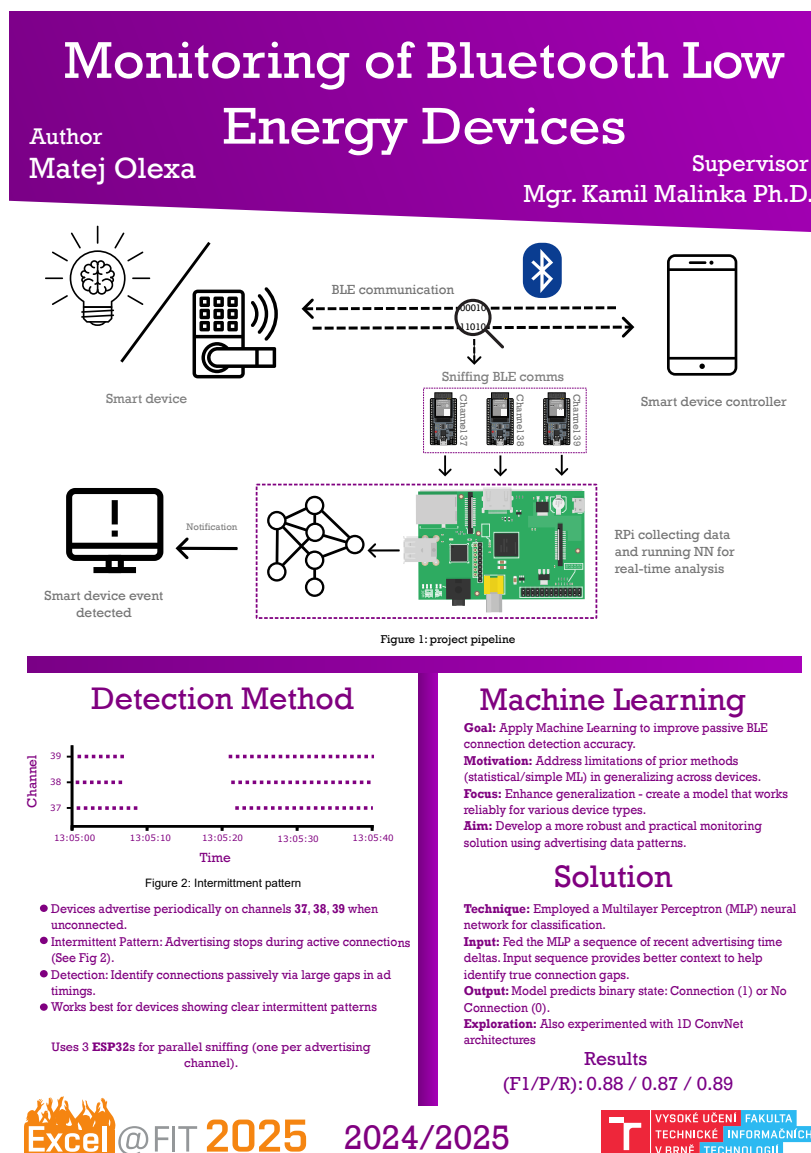 Monitoring of Bluetooth Low
Energy Devices
Author
Matej Olexa
Supervisor
Mgr. Kamil Malinka Ph.D.
BLE communication
00010
11010
Sniffing BLE comms
Smart device
Smart device controller
Channel 37
Channel 38
Channel 39
Notification
RPi collecting data
and running NN for
real-time analysis
Smart device event
detected
Figure 1: project pipeline
Detection Method
Channel
39
38
37
13:05:00
13:05:10
13:05:20
13:05:30
13:05:40
Time
Figure 2: Intermittment pattern
Devices advertise periodically on channels 37, 38, 39 when
unconnected.
Intermittent Pattern: Advertising stops during active connections
(See Fig 2).
Detection: Identify connections passively via large gaps in ad
timings.
Works best for devices showing clear intermittent patterns
Uses 3 ESP32s for parallel sniffing (one per advertising
channel).
Machine Learning
Goal: Apply Machine Learning to improve passive BLE
connection detection accuracy.
Motivation: Address limitations of prior methods
(statistical/simple ML) in generalizing across devices.
Focus: Enhance generalization - create a model that works
reliably for various device types.
Aim: Develop a more robust and practical monitoring
solution using advertising data patterns.
Solution
Technique: Employed a Multilayer Perceptron (MLP) neural
network for classification.
Input: Fed the MLP a sequence of recent advertising time
deltas. Input sequence provides better context to help
identify true connection gaps.
Output: Model predicts binary state: Connection (1) or No
Connection (0).
Exploration: Also experimented with 1D ConvNet
architectures
Results
(F1/P/R): 0.88 / 0.87 / 0.89
Excel@FIT 2025
2024/2025
VYSOKÉ UČENÍ FAKULTA
TECHNICKÉ INFORMAČNÍCH
V BRNĚ TECHNOLOGIÍ